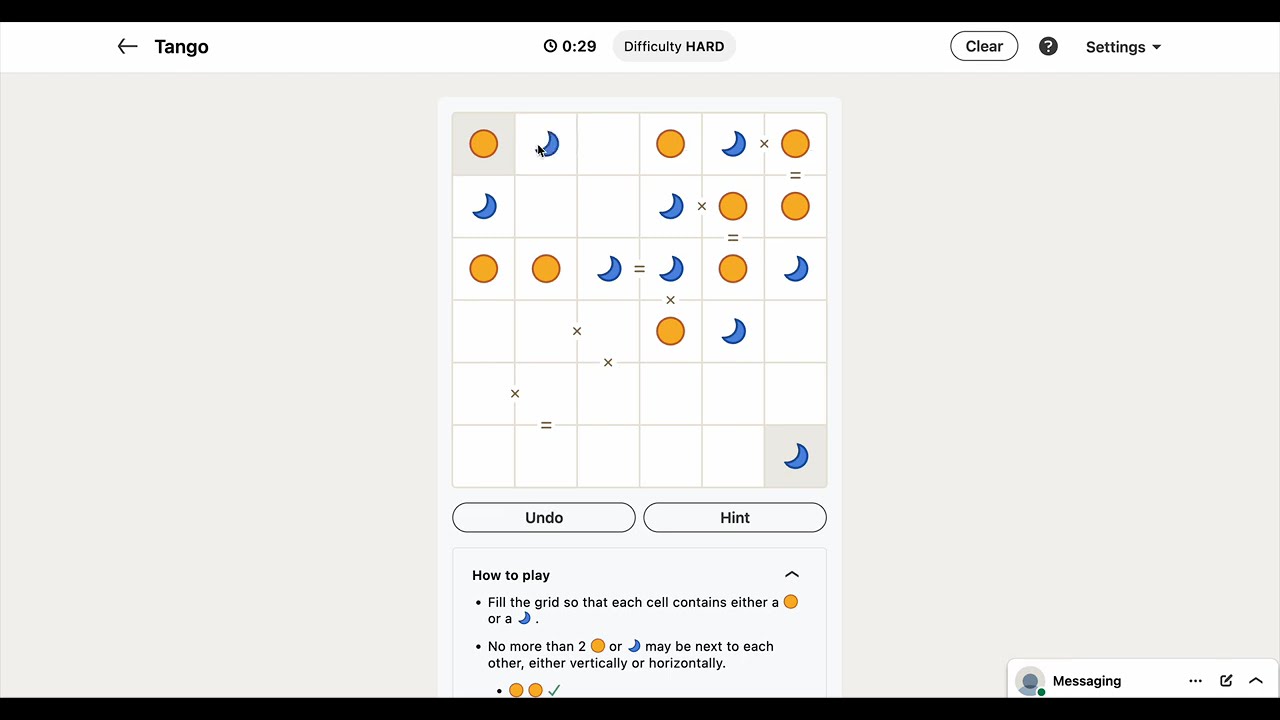 Tango
0:29
Difficulty HARD
Clear
?
Settings
×
=
×
=
=
×
×
×
×
=
Undo
Hint
How to play
• Fill the grid so that each cell contains either a
or a .
• No more than 2 or may be next to each
other, either vertically or horizontally.
Messaging